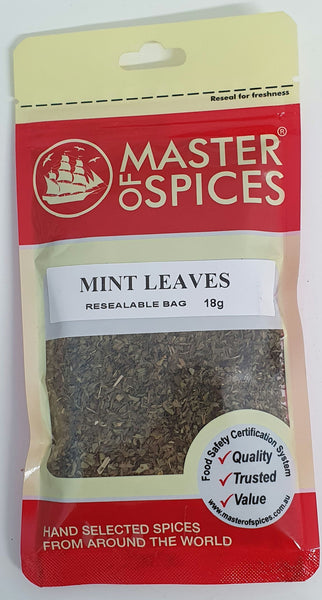 Reseal for freshness
MASTER®
OF SPICES
MINT LEAVES
RESEALABLE BAG 18g
Food Safety Certification System
✓ Quality
✓ Trusted
✓ Value
www.masterofspices.com.au
HAND SELECTED SPICES
FROM AROUND THE WORLD